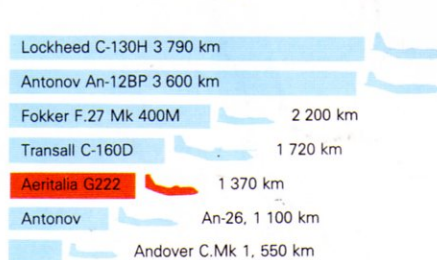 Lockheed C-130H 3 790 km
Antonov An-12BP 3 600 km
Fokker F.27 Mk 400M 2 200 km
Transall C-160D 1 720 km
Aeritalia G222 1 370 km
Antonov An-26, 1 100 km
Andover C.Mk 1, 550 km